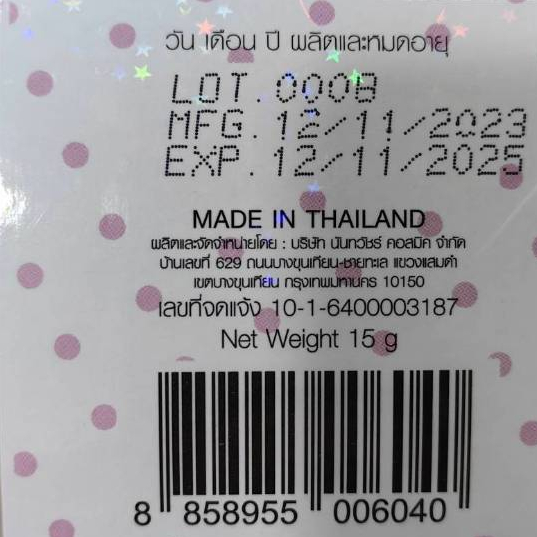 วัน เดือน ปี ผลิตและหมดอายุ
LOT. 000B
MFG. 12/11/2023
EXP. 12/11/2025
MADE IN THAILAND
ผลิตและจัดจำหน่ายโดย : บริษัท นันทวัชร์ คอสมิค จำกัด
บ้านเลขที่ 629 ถนนบางขุนเทียน-ชายทะเล แขวงแสมดำ
เขตบางขุนเทียน กรุงเทพมหานคร 10150
เลขที่จดแจ้ง 10-1-6400003187
Net Weight 15 g
8 858955 006040